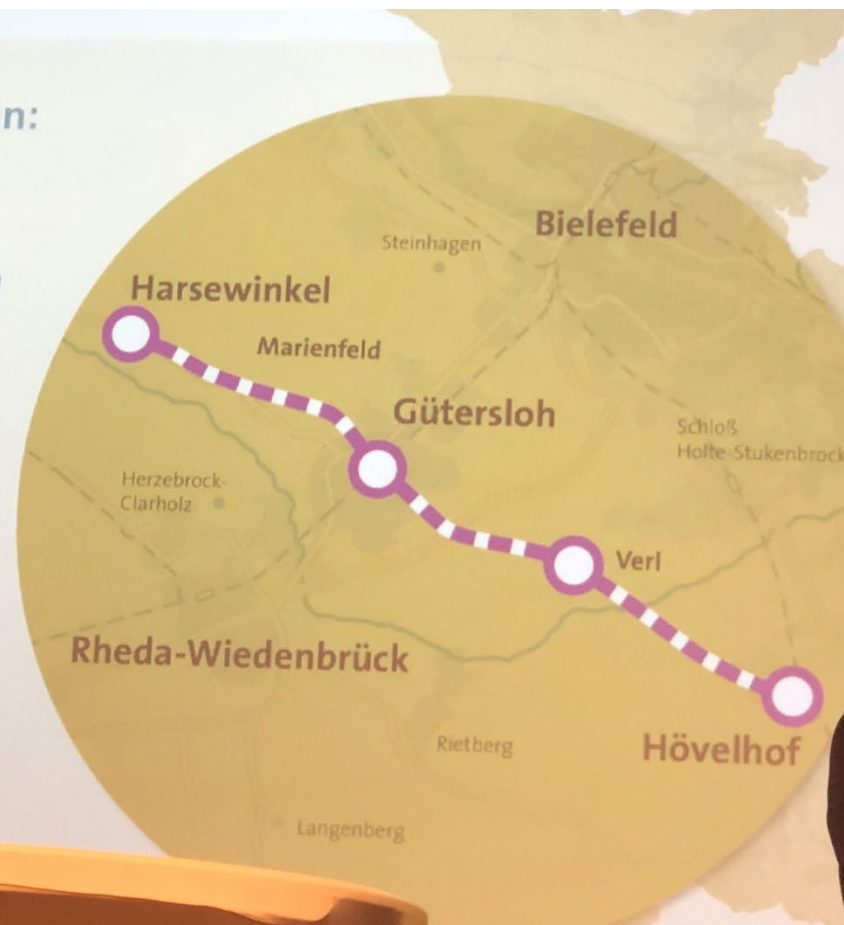 n:
Bielefeld
Steinhagen
Harsewinkel
Marienfeld
Gütersloh
Schloß
Holte-Stukenbrock
Herzebrock-
Clarholz
Verl
Rheda-Wiedenbrück
Rietberg
Hövelhof
Langenberg